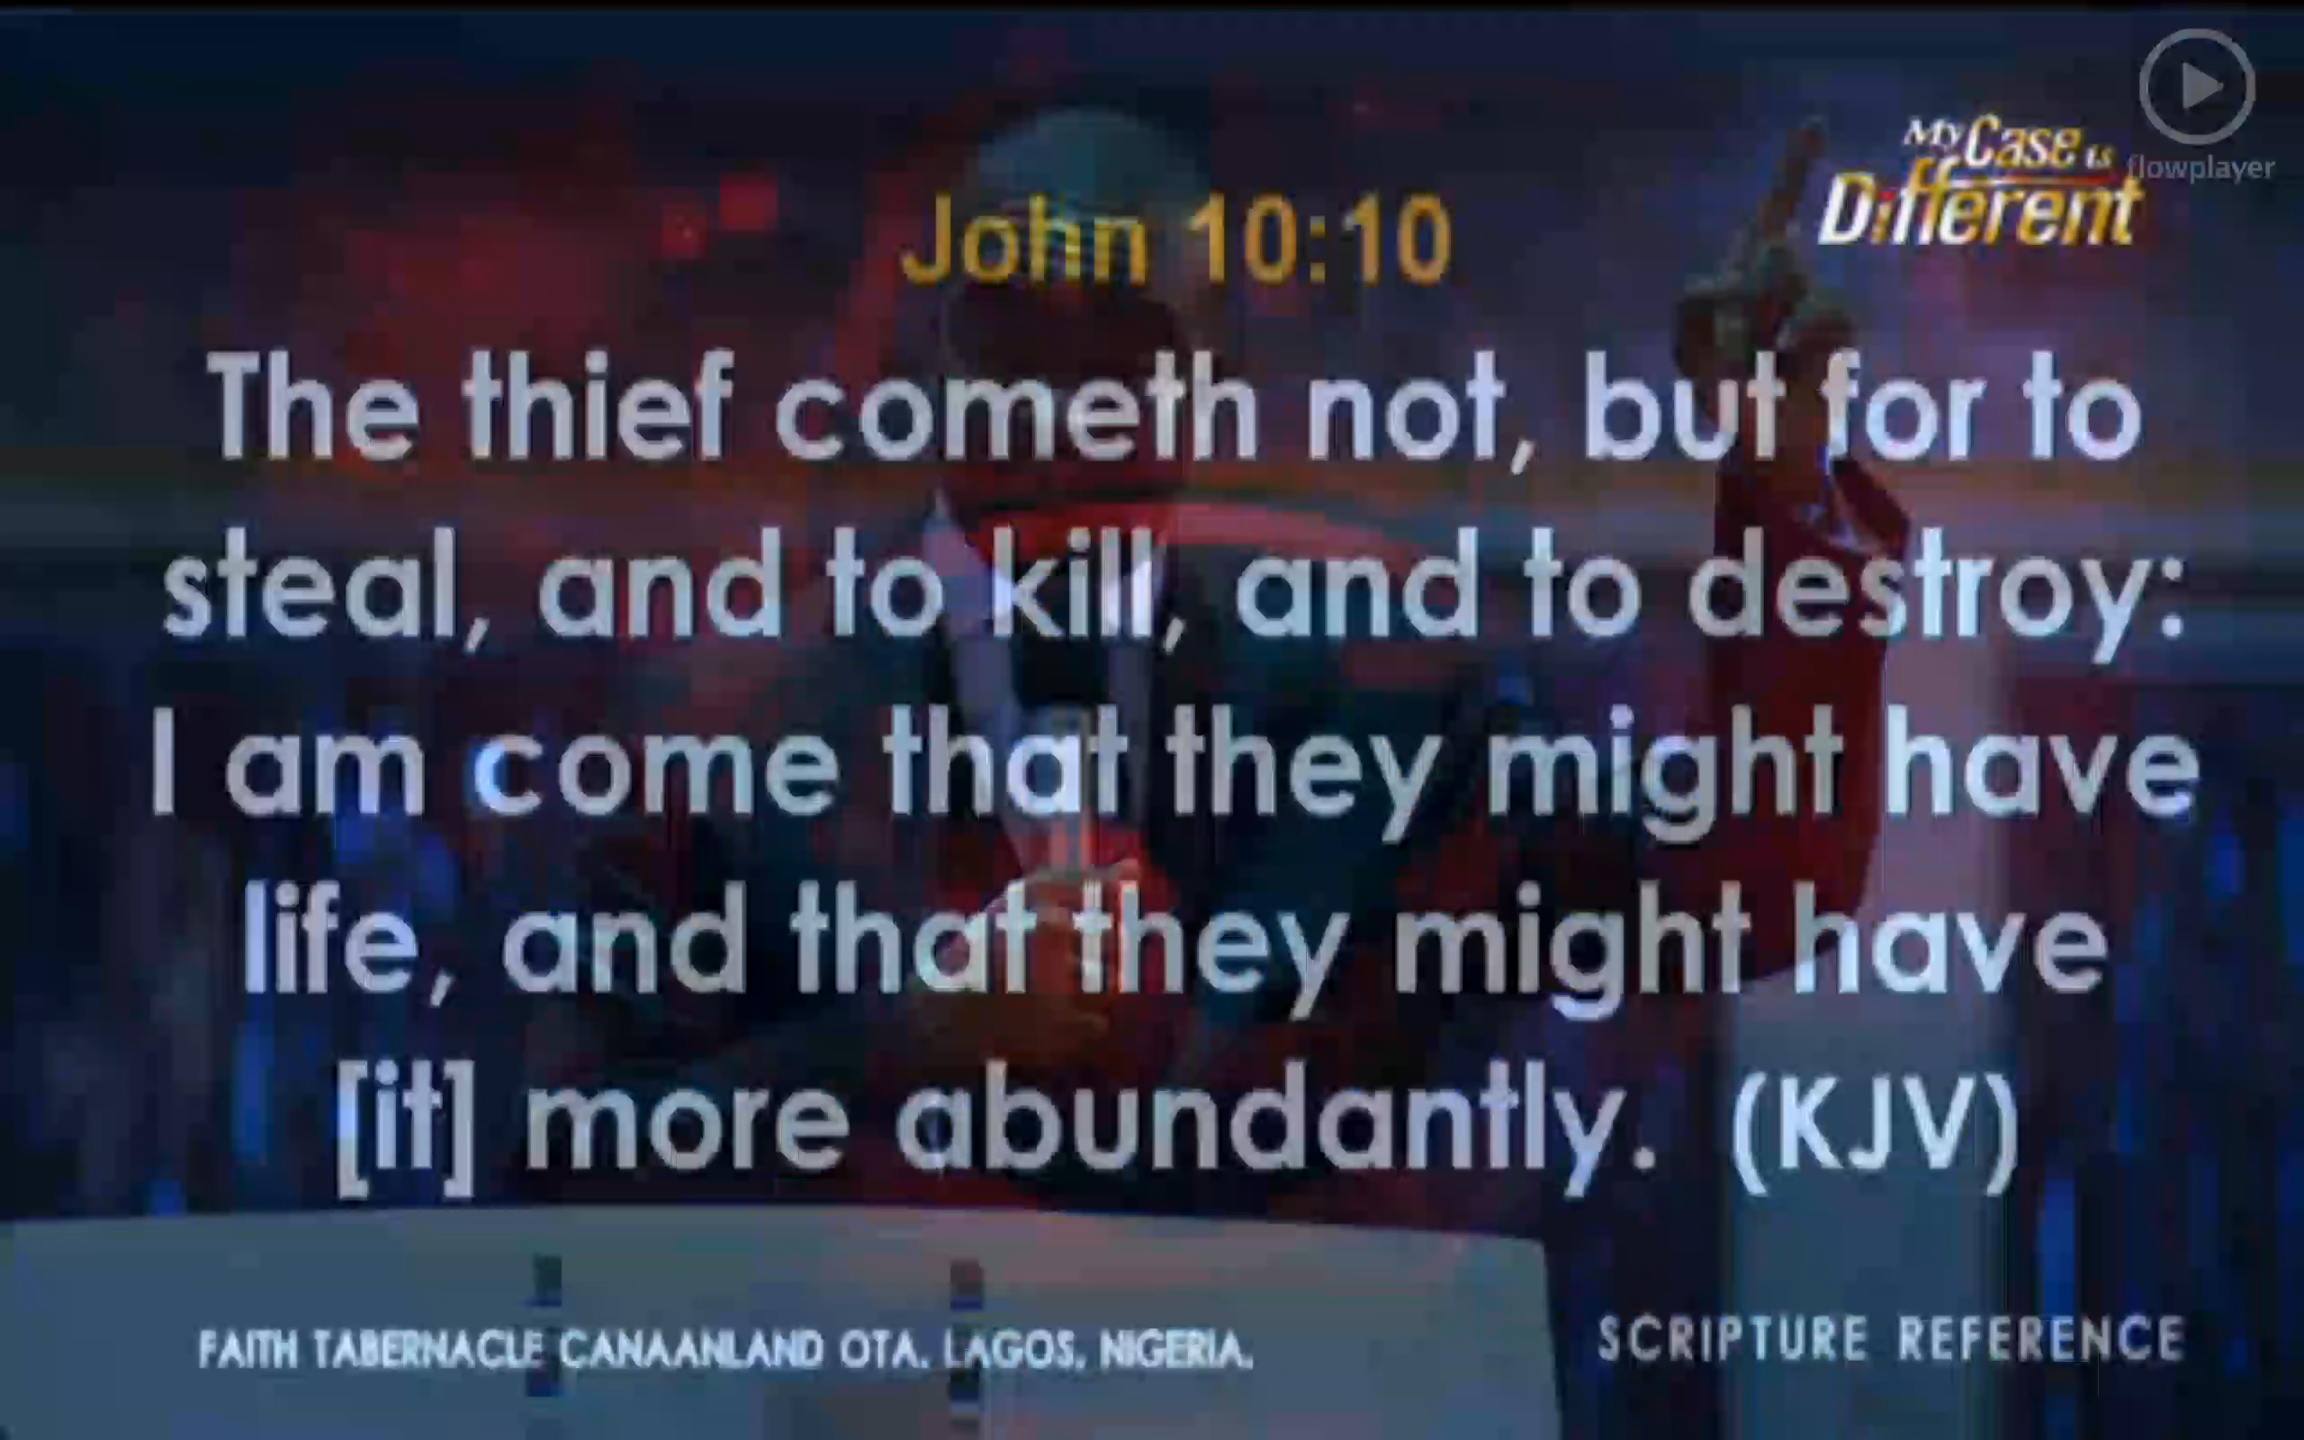 flowplayer
My Case is
Different
John 10:10
The thief cometh not, but for to
steal, and to kill, and to destroy:
I am come that they might have
life, and that they might have
[it] more abundantly. (KJV)
FAITH TABERNACLE CANAANLAND OTA. LAGOS, NIGERIA.
SCRIPTURE REFERENCE